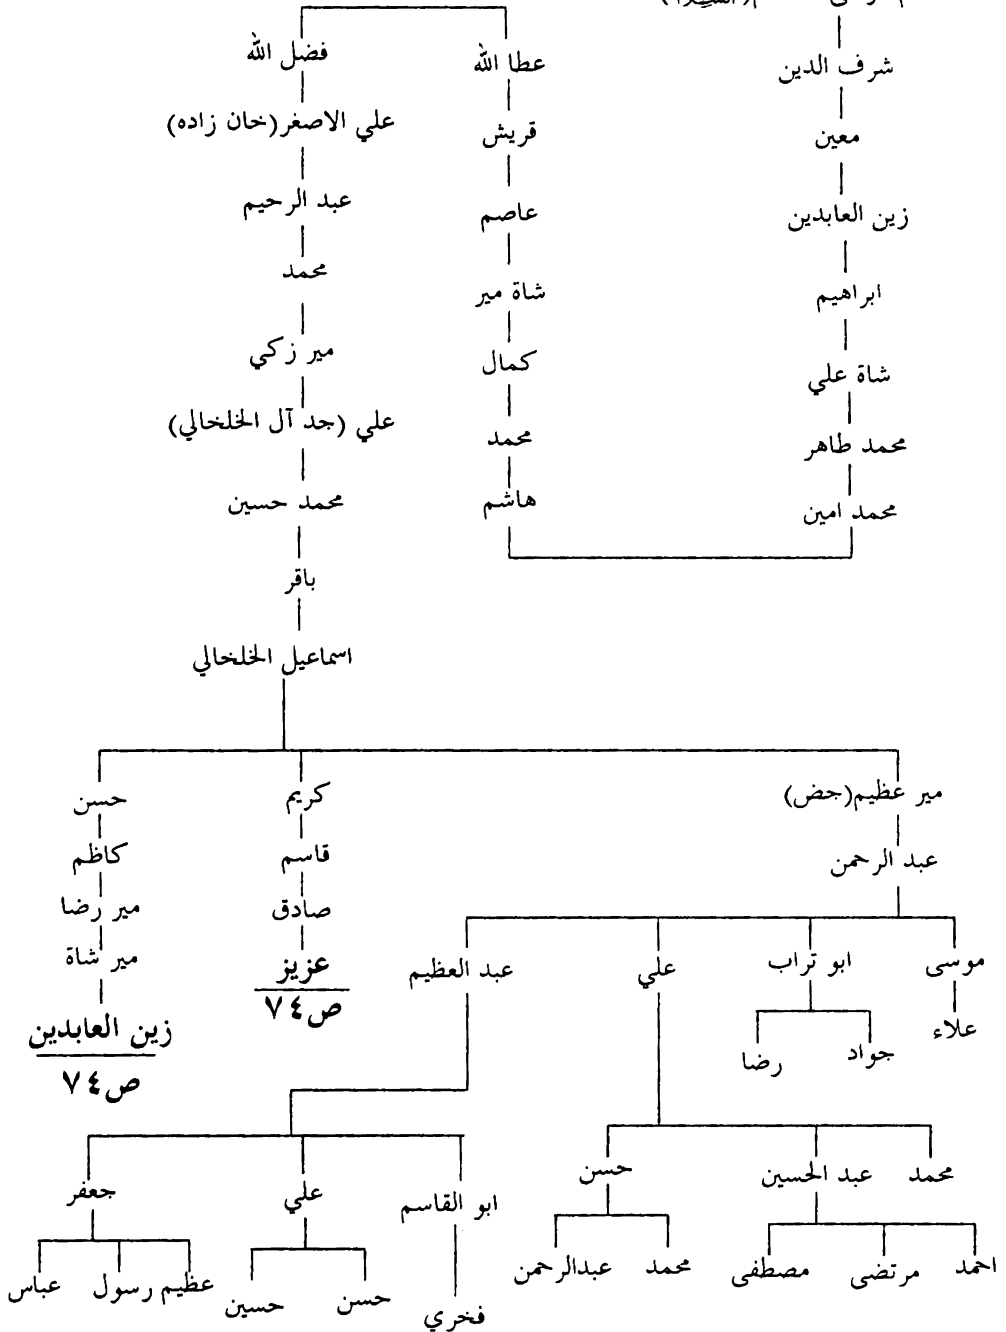 شرف الدين
معين
زين العابدين
ابراهيم
شاة علي
محمد طاهر
محمد امين
عطا الله
قريش
عاصم
شاة مير
كمال
محمد
هاشم
فضل الله
علي الاصغر(خان زاده)
عبد الرحيم
محمد
مير زكي
علي (جد آل الخلخالي)
محمد حسين
باقر
اسماعيل الخلخالي
مير عظيم(جض)
عبد الرحمن
كريم
قاسم
صادق
عزيز
ص٧٤
حسن
كاظم
مير رضا
مير شاة
زين العابدين
ص٧٤
موسى
ابو تراب
علي
عبد العظيم
علاء
جواد
رضا
محمد
عبد الحسين
حسن
احمد
مرتضى
مصطفى
محمد
عبدالرحمن
ابو القاسم
علي
جعفر
فخري
حسن
حسين
عظيم
رسول
عباس